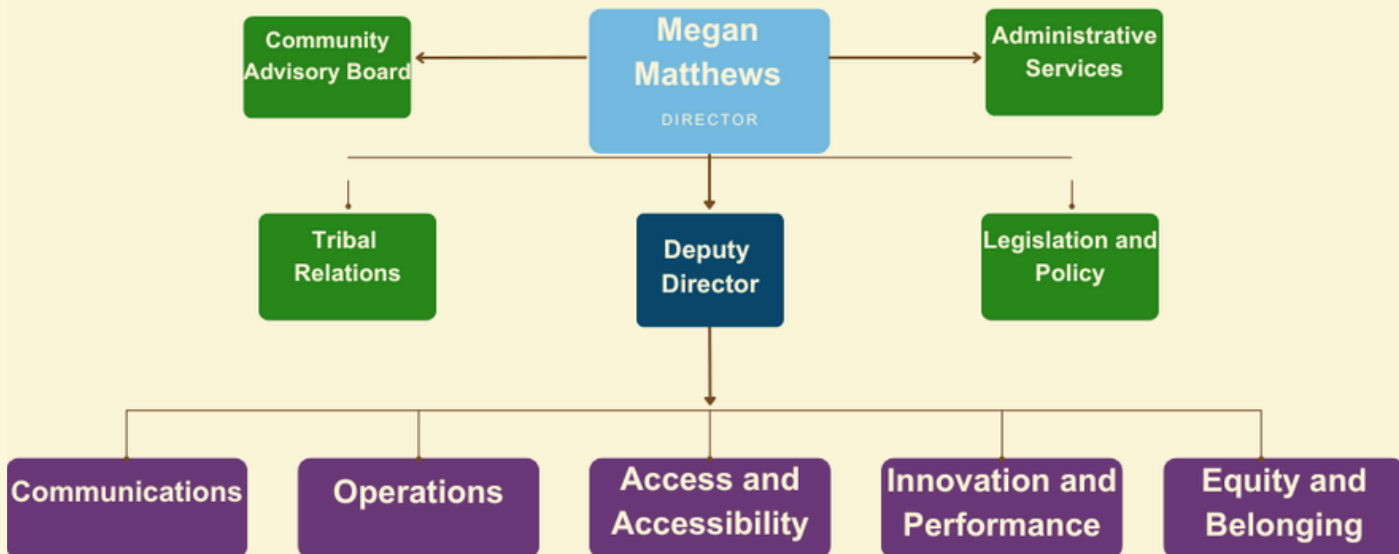 Community
Advisory Board
Megan
Matthews
DIRECTOR
Administrative
Services
Tribal
Relations
Deputy
Director
Legislation and
Policy
Communications
Operations
Access and
Accessibility
Innovation and
Performance
Equity and
Belonging